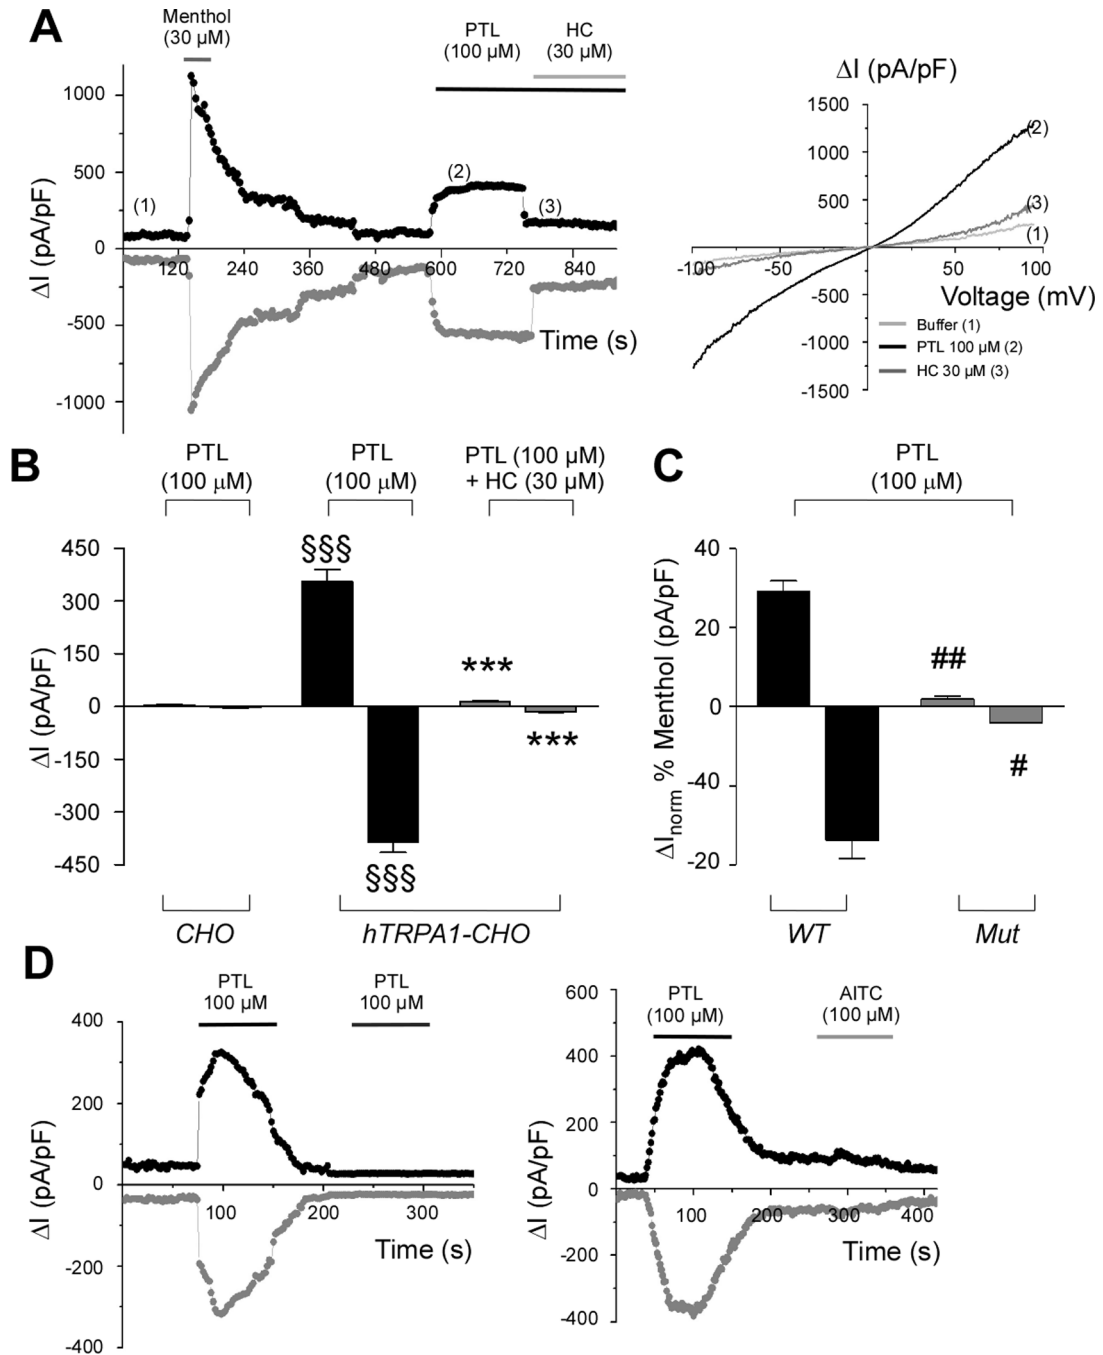 A
Menthol
(30 µM)
PTL
(100 µM)
HC
(30 µM)
1000
500
0
-500
-1000
ΔI (pA/pF)
(1)
(2)
(3)
120
240
360
480
600
720
840
Time (s)
ΔI (pA/pF)
1500
1000
500
-500
-1000
-1500
-100
-50
50
100
(2)
(3)
(1)
Voltage (mV)
Buffer (1)
PTL 100 µM (2)
HC 30 µM (3)
B
PTL
(100 µM)
PTL
(100 µM)
PTL (100 µM)
+ HC (30 µM)
450
300
150
0
-150
-300
-450
ΔI (pA/pF)
§§§
§§§
***
***
CHO
hTRPA1-CHO
C
PTL
(100 µM)
40
20
0
-40
-20
ΔInorm % Menthol (pA/pF)
##
#
WT
Mut
D
PTL
100 µM
PTL
100 µM
400
200
0
-200
-400
ΔI (pA/pF)
100
200
300
Time (s)
PTL
(100 µM)
AITC
(100 µM)
600
400
200
0
-200
-400
ΔI (pA/pF)
100
200
300
400
Time (s)